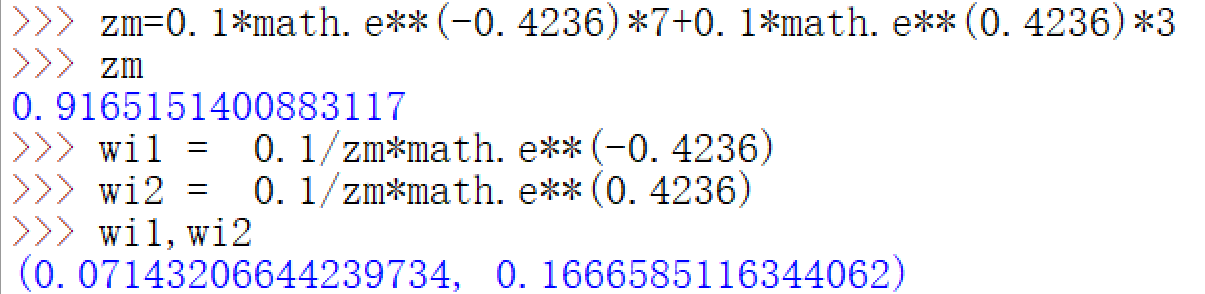 >>> zm=0.1*math.e**(-0.4236)*7+0.1*math.e**(0.4236)*3
>>> zm
0.9165151400883117
>>> wi1 =  0.1/zm*math.e**(-0.4236)
>>> wi2 =  0.1/zm*math.e**(0.4236)
>>> wi1,wi2
(0.07143206644239734, 0.1666585116344062)